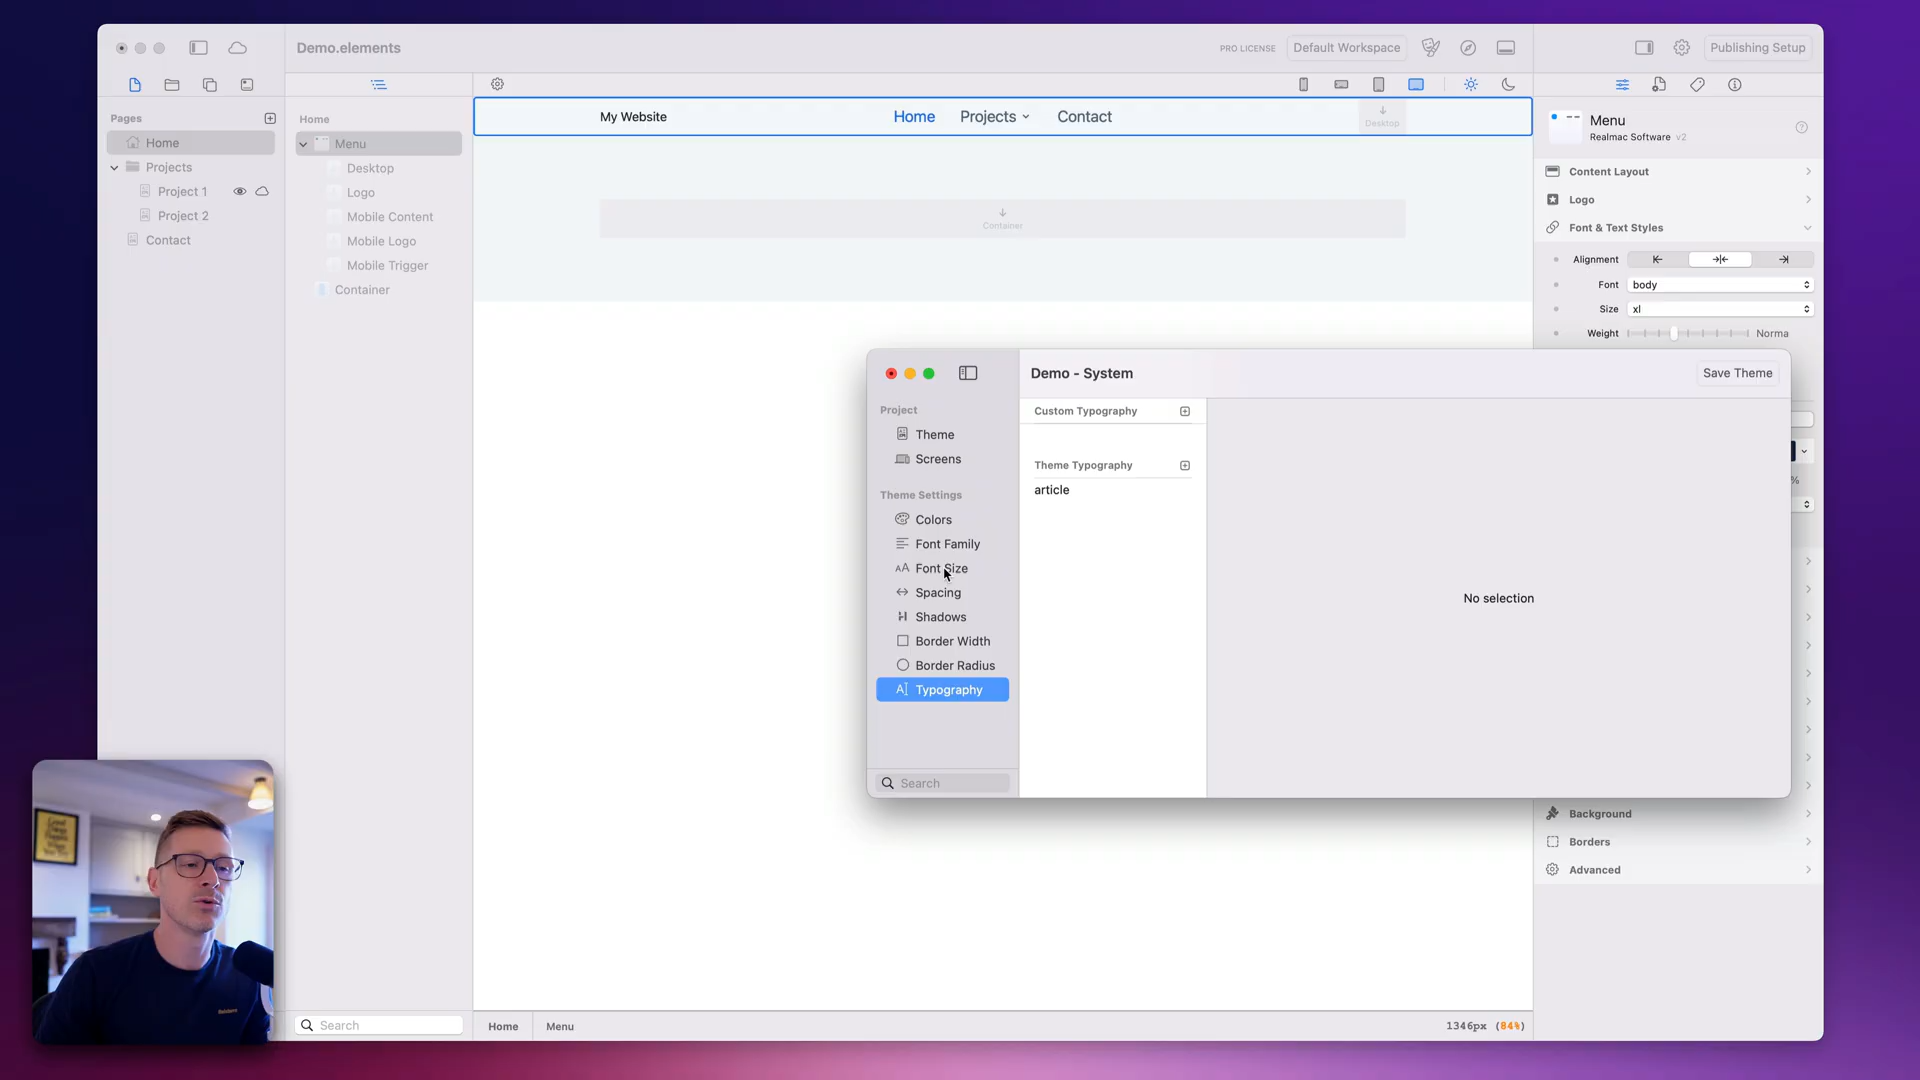 Demo.elements
PRO LICENSE
Default Workspace
Publishing Setup
Pages
Home
Projects
Project 1
Project 2
Contact
Home
Menu
Desktop
Logo
Mobile Content
Mobile Logo
Mobile Trigger
Container
Search
My Website
Home
Projects
Contact
Desktop
Container
Menu
Realmac Software v2
Content Layout
Logo
Font & Text Styles
Alignment
Font
body
Size
xl
Weight
Norma
%
Background
Borders
Advanced
Demo - System
Save Theme
Project
Theme
Screens
Theme Settings
Colors
Font Family
Font Size
Spacing
Shadows
Border Width
Border Radius
Typography
Search
Custom Typography
Theme Typography
article
No selection
Home
Menu
1346px (84%)